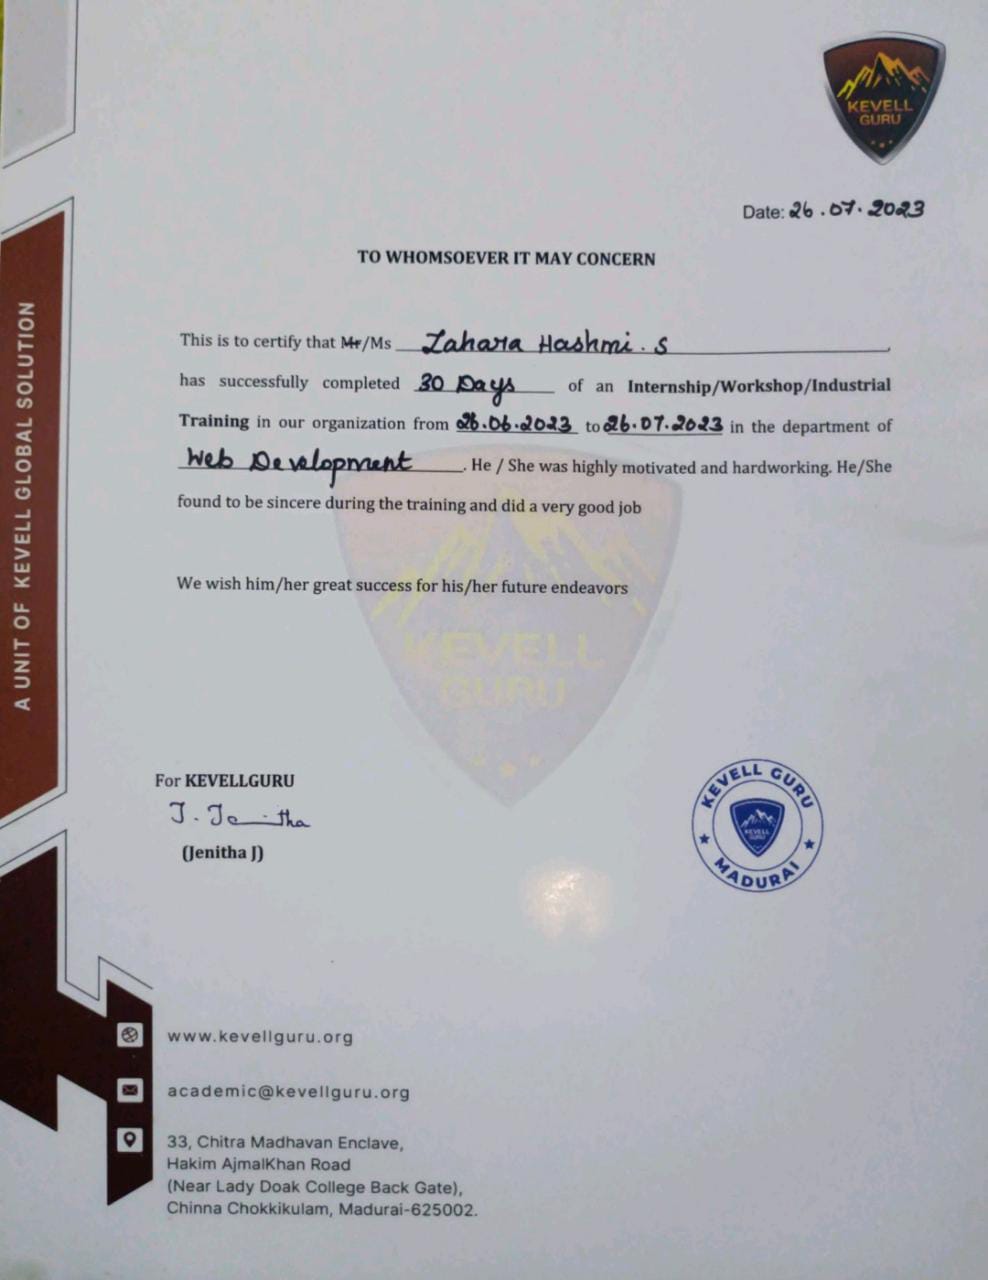 KEVELL
GURU
Date: 26.07.2023
TO WHOMSOEVER IT MAY CONCERN
This is to certify that Mr/Ms Zahara Hashmi. S
has successfully completed 30 Days of an Internship/Workshop/Industrial
Training in our organization from 26.06.2023 to 26.07.2023 in the department of
Web Development. He / She was highly motivated and hardworking. He/She
found to be sincere during the training and did a very good job
We wish him/her great success for his/her future endeavors
KEVELL
GURU
A UNIT OF KEVELL GLOBAL SOLUTION
For KEVELLGURU
J. Jenitha
(Jenitha J)
KEVELL GURU
KEVELL
GURU
MADURAI
www.kevellguru.org
academic@kevellguru.org
33, Chitra Madhavan Enclave,
Hakim AjmalKhan Road
(Near Lady Doak College Back Gate),
Chinna Chokkikulam, Madurai-625002.